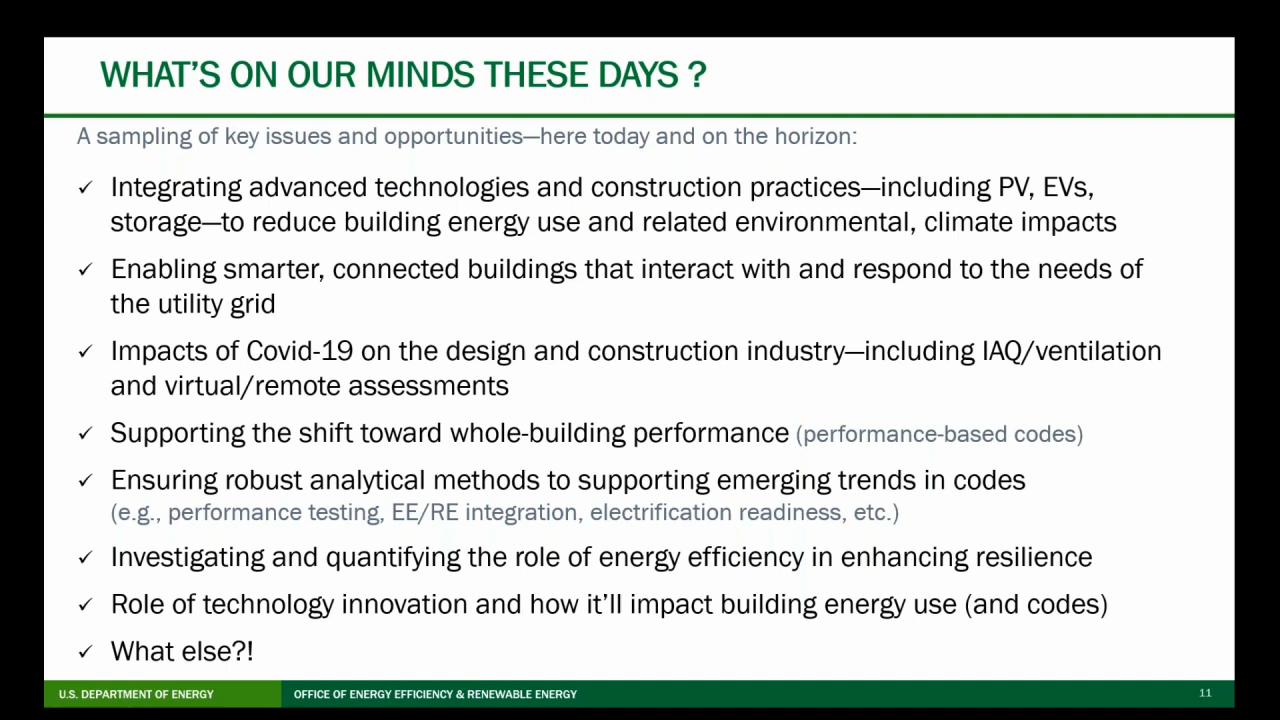 WHAT'S ON OUR MINDS THESE DAYS ?
A sampling of key issues and opportunities—here today and on the horizon:
✓ Integrating advanced technologies and construction practices—including PV, EVs,
storage—to reduce building energy use and related environmental, climate impacts
✓ Enabling smarter, connected buildings that interact with and respond to the needs of
the utility grid
✓ Impacts of Covid-19 on the design and construction industry—including IAQ/ventilation
and virtual/remote assessments
✓ Supporting the shift toward whole-building performance (performance-based codes)
✓ Ensuring robust analytical methods to supporting emerging trends in codes
(e.g., performance testing, EE/RE integration, electrification readiness, etc.)
✓ Investigating and quantifying the role of energy efficiency in enhancing resilience
✓ Role of technology innovation and how it'll impact building energy use (and codes)
✓ What else?!
U.S. DEPARTMENT OF ENERGY OFFICE OF ENERGY EFFICIENCY & RENEWABLE ENERGY 11